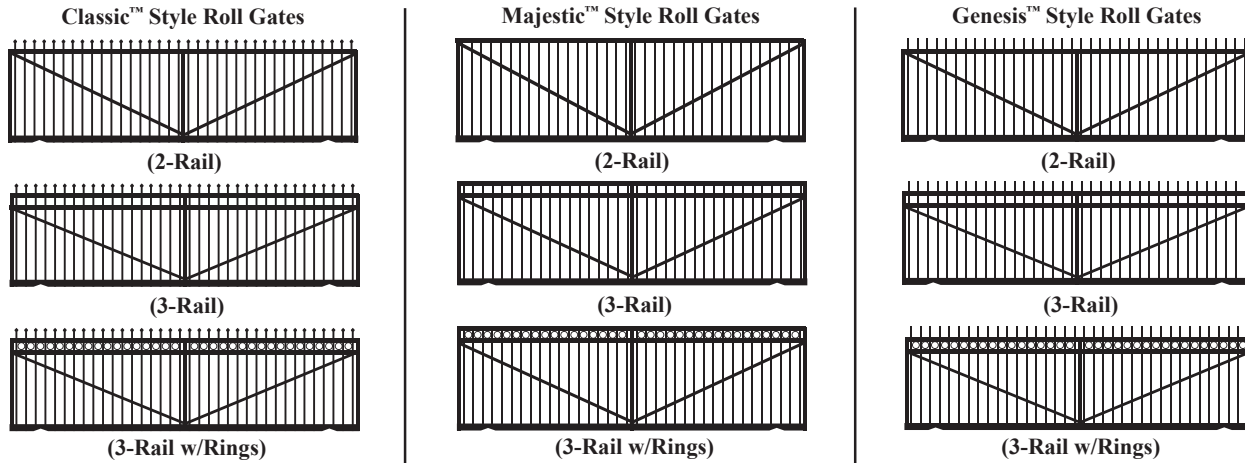 Classic™ Style Roll Gates
(2-Rail)
(3-Rail)
(3-Rail w/Rings)
Majestic™ Style Roll Gates
(2-Rail)
(3-Rail)
(3-Rail w/Rings)
Genesis™ Style Roll Gates
(2-Rail)
(3-Rail)
(3-Rail w/Rings)